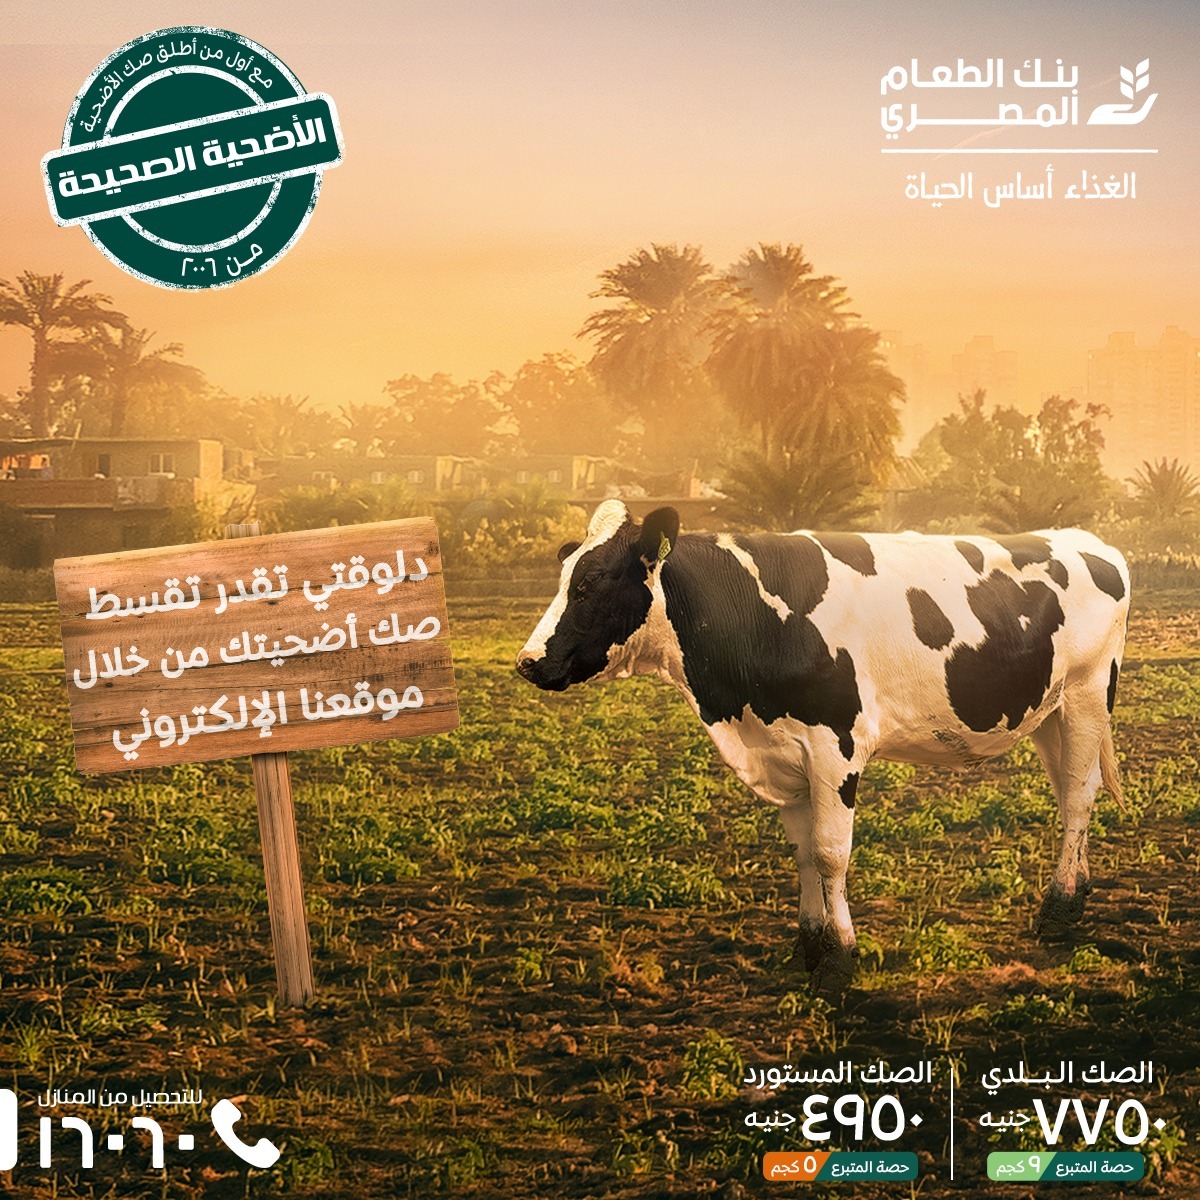 مع أول من أطلق صك الأضحية
الأضحية الصحيحة
من ٢٠٠٦
بنك الطعام
المصري
الغذاء أساس الحياة
دلوقتي تقدر تقسط
صك أضحيتك من خلال
موقعنا الإلكتروني
الصك البلدي
٧٧٥٠ جنيه
حصة المتبرع ٩ كجم
الصك المستورد
٤٩٥٠ جنيه
حصة المتبرع ٥ كجم
للتحصيل من المنازل
١٦٠٦٠